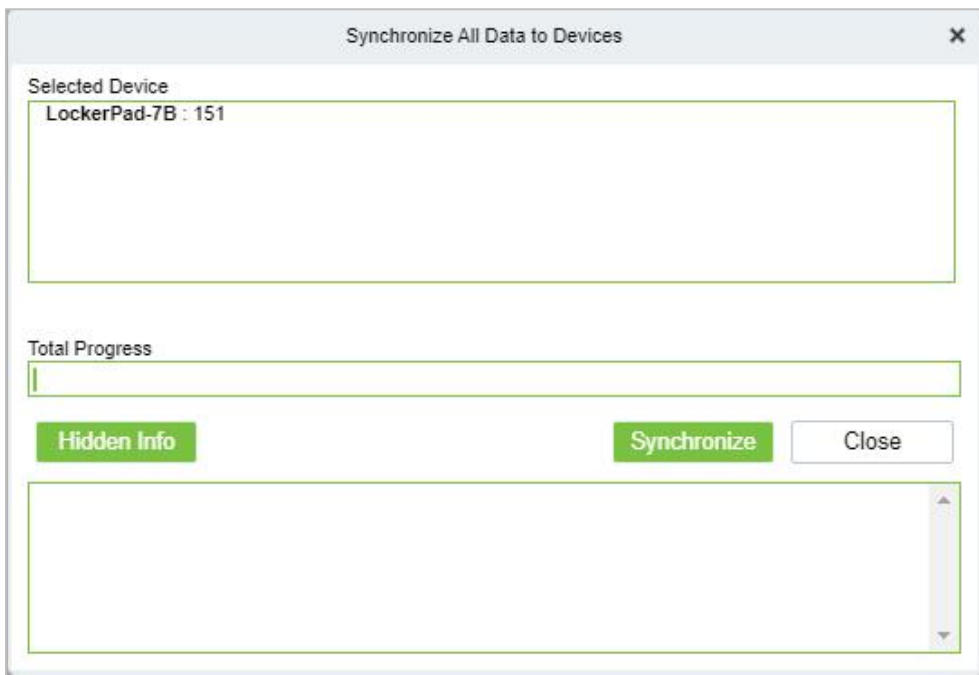 Synchronize All Data to Devices
Selected Device
LockerPad-7B : 151
Total Progress
Hidden Info
Synchronize
Close